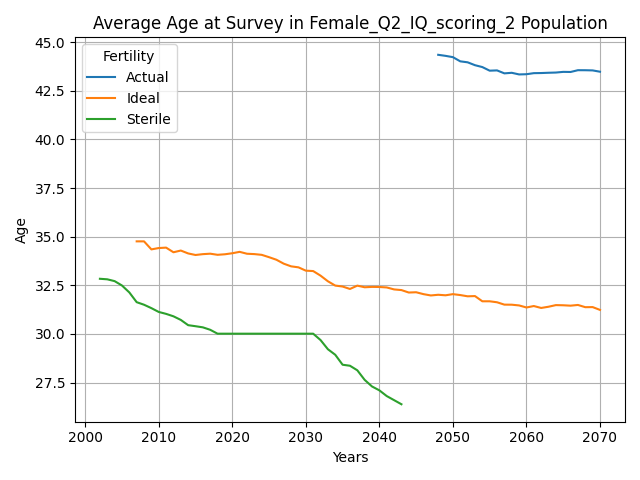 Average Age at Survey in Female_Q2_IQ_scoring_2 Population
45.0
42.5
40.0
37.5
35.0
32.5
30.0
27.5
Age
Fertility
Actual
Ideal
Sterile
2000 2010 2020 2030 2040 2050 2060 2070
Years